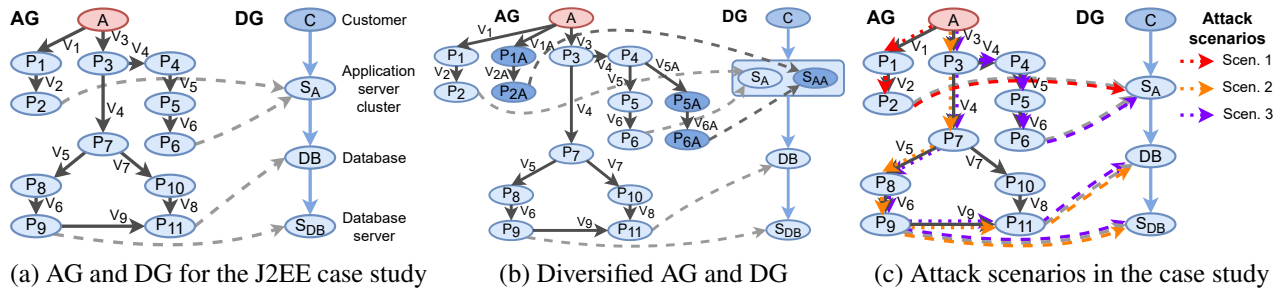 AG
A
DG
C
Customer
V1
V3
P1
P3
V4
P4
V2
V5
P2
P5
SA
Application
server
cluster
V4
V6
P6
P7
V5
V7
DB
Database
P8
P10
V6
V8
P9
V9
P11
SDB
Database
server
(a) AG and DG for the J2EE case study
AG
A
DG
C
V1
V1A
V3
P1
P1A
P3
V4
P4
V2
V2A
V5
V5A
SA
SAA
P2
P2A
P5
P5A
V4
V6
V6A
P6
P6A
P7
V5
V7
DB
P8
P10
V6
V8
P9
V9
P11
SDB
(b) Diversified AG and DG
AG
A
DG
C
Attack
scenarios
V1
V3
V4
P1
P3
P4
Scen. 1
V2
V5
P2
P5
SA
Scen. 2
V4
V6
P6
Scen. 3
P7
V5
V7
DB
P8
P10
V6
V8
P9
V9
P11
SDB
(c) Attack scenarios in the case study